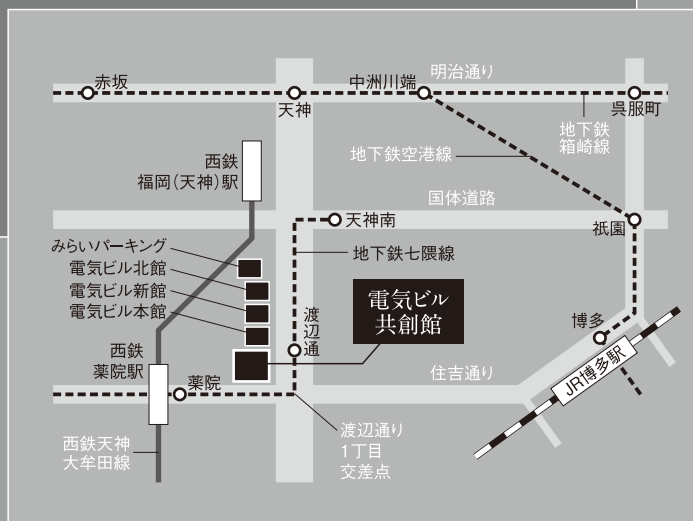 赤坂
天神
中洲川端
明治通り
呉服町
地下鉄
箱崎線
地下鉄空港線
西鉄
福岡(天神)駅
国体道路
天神南
祇園
みらいパーキング
電気ビル北館
電気ビル新館
電気ビル本館
地下鉄七隈線
電気ビル
共創館
渡辺通
博多
JR博多駅
西鉄
薬院駅
薬院
住吉通り
渡辺通り
1丁目
交差点
西鉄天神
大牟田線